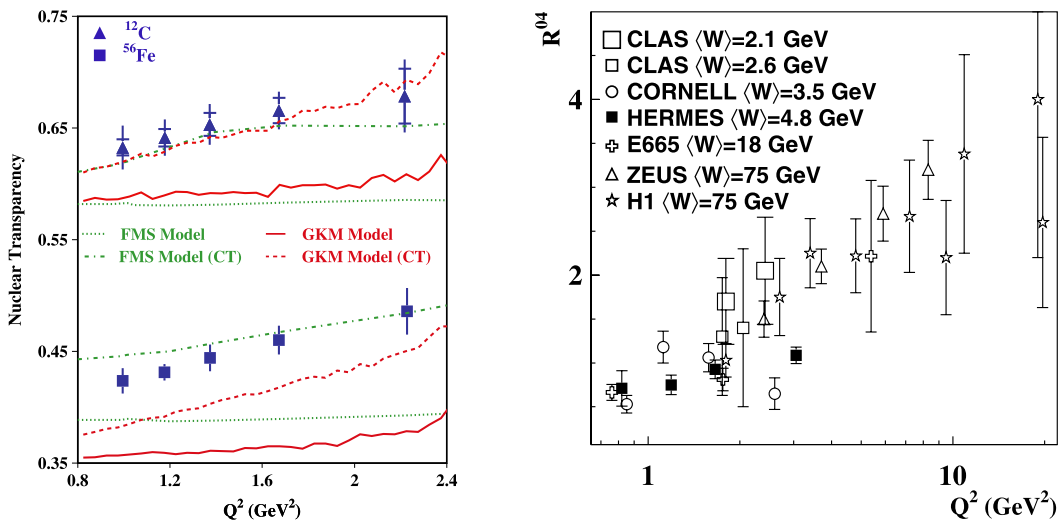 0.75
0.65
0.55
0.45
0.35
Nuclear Transparency
¹²C
⁵⁶Fe
FMS Model
GKM Model
FMS Model (CT)
GKM Model (CT)
0.8
1.2
1.6
2
2.4
Q² (GeV²)
R⁰⁴
4
2
CLAS ⟨W⟩=2.1 GeV
CLAS ⟨W⟩=2.6 GeV
CORNELL ⟨W⟩=3.5 GeV
HERMES ⟨W⟩=4.8 GeV
E665 ⟨W⟩=18 GeV
ZEUS ⟨W⟩=75 GeV
H1 ⟨W⟩=75 GeV
1
10
Q² (GeV²)